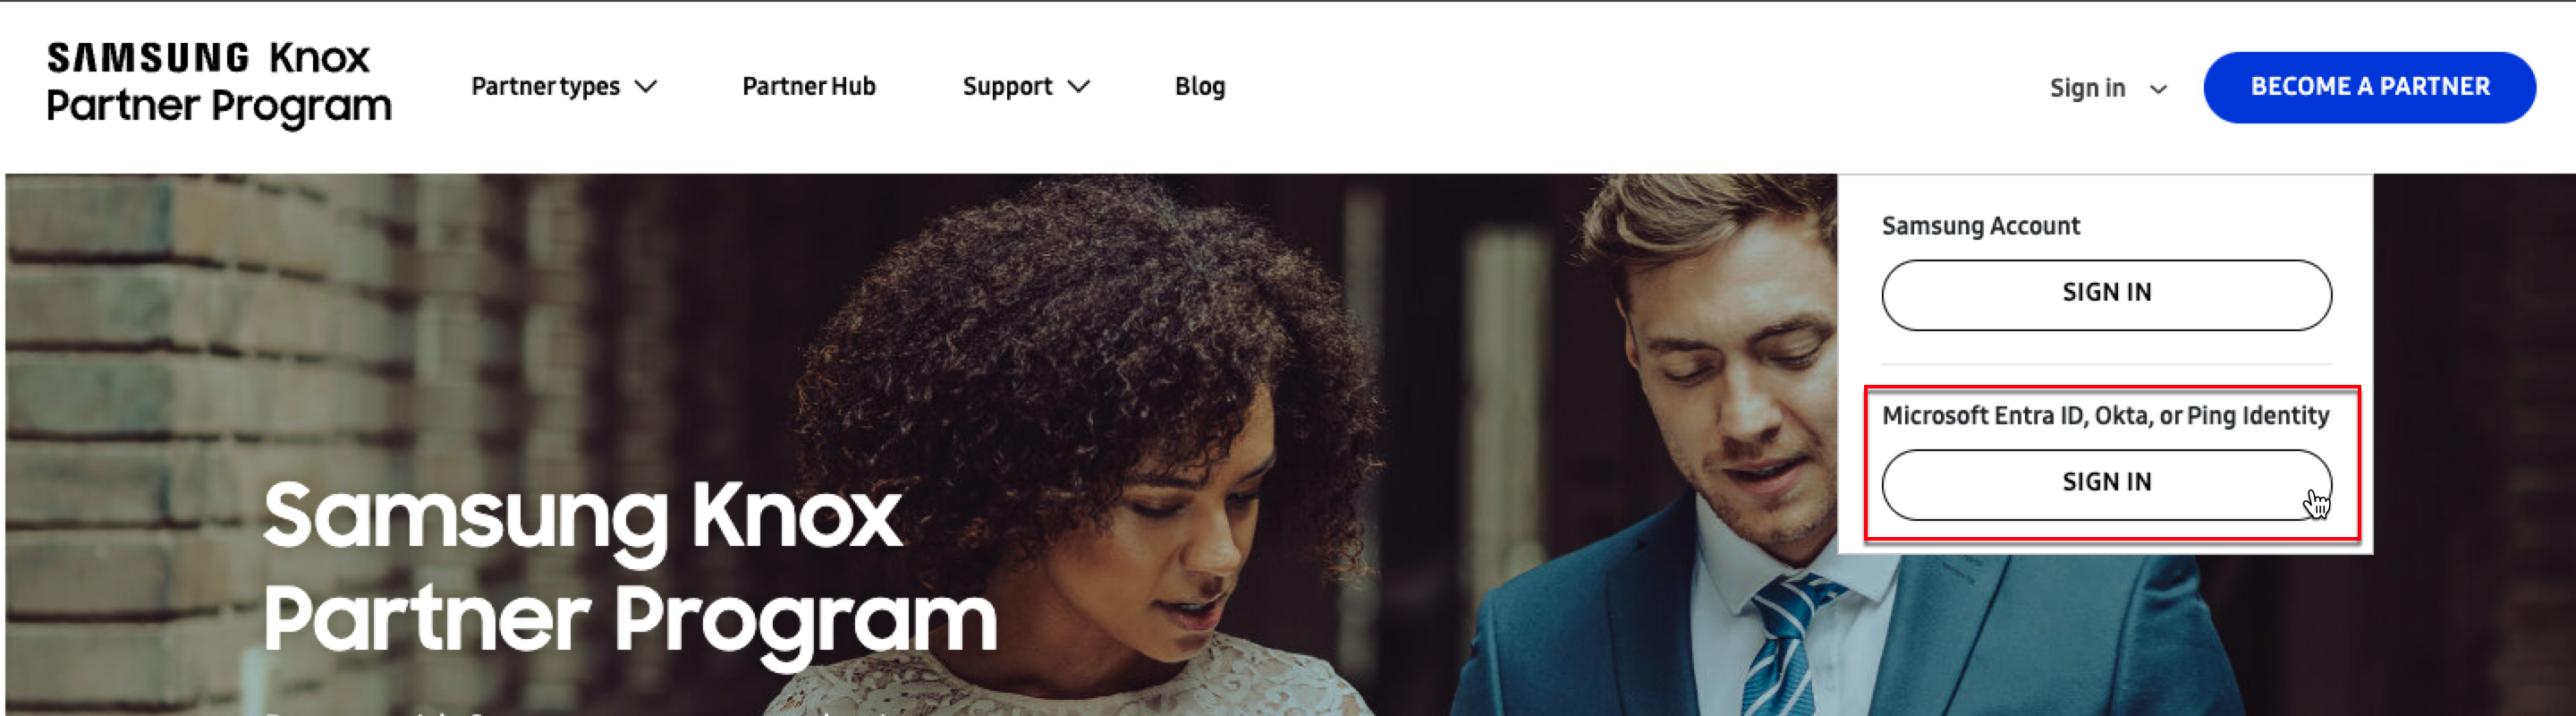 SAMSUNG Knox
Partner Program
Partner types
Partner Hub
Support
Blog
Sign in
BECOME A PARTNER
Samsung Account
SIGN IN
Microsoft Entra ID, Okta, or Ping Identity
SIGN IN
Samsung Knox
Partner Program